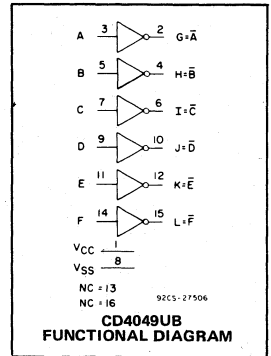 A 3 2 G=A̅
B 5 4 H=B̅
C 7 6 I=C̅
D 9 10 J=D̅
E 11 12 K=E̅
F 14 15 L=F̅
VCC 1
VSS 8
NC = 13
NC = 16
92CS-27506
CD4049UB
FUNCTIONAL DIAGRAM